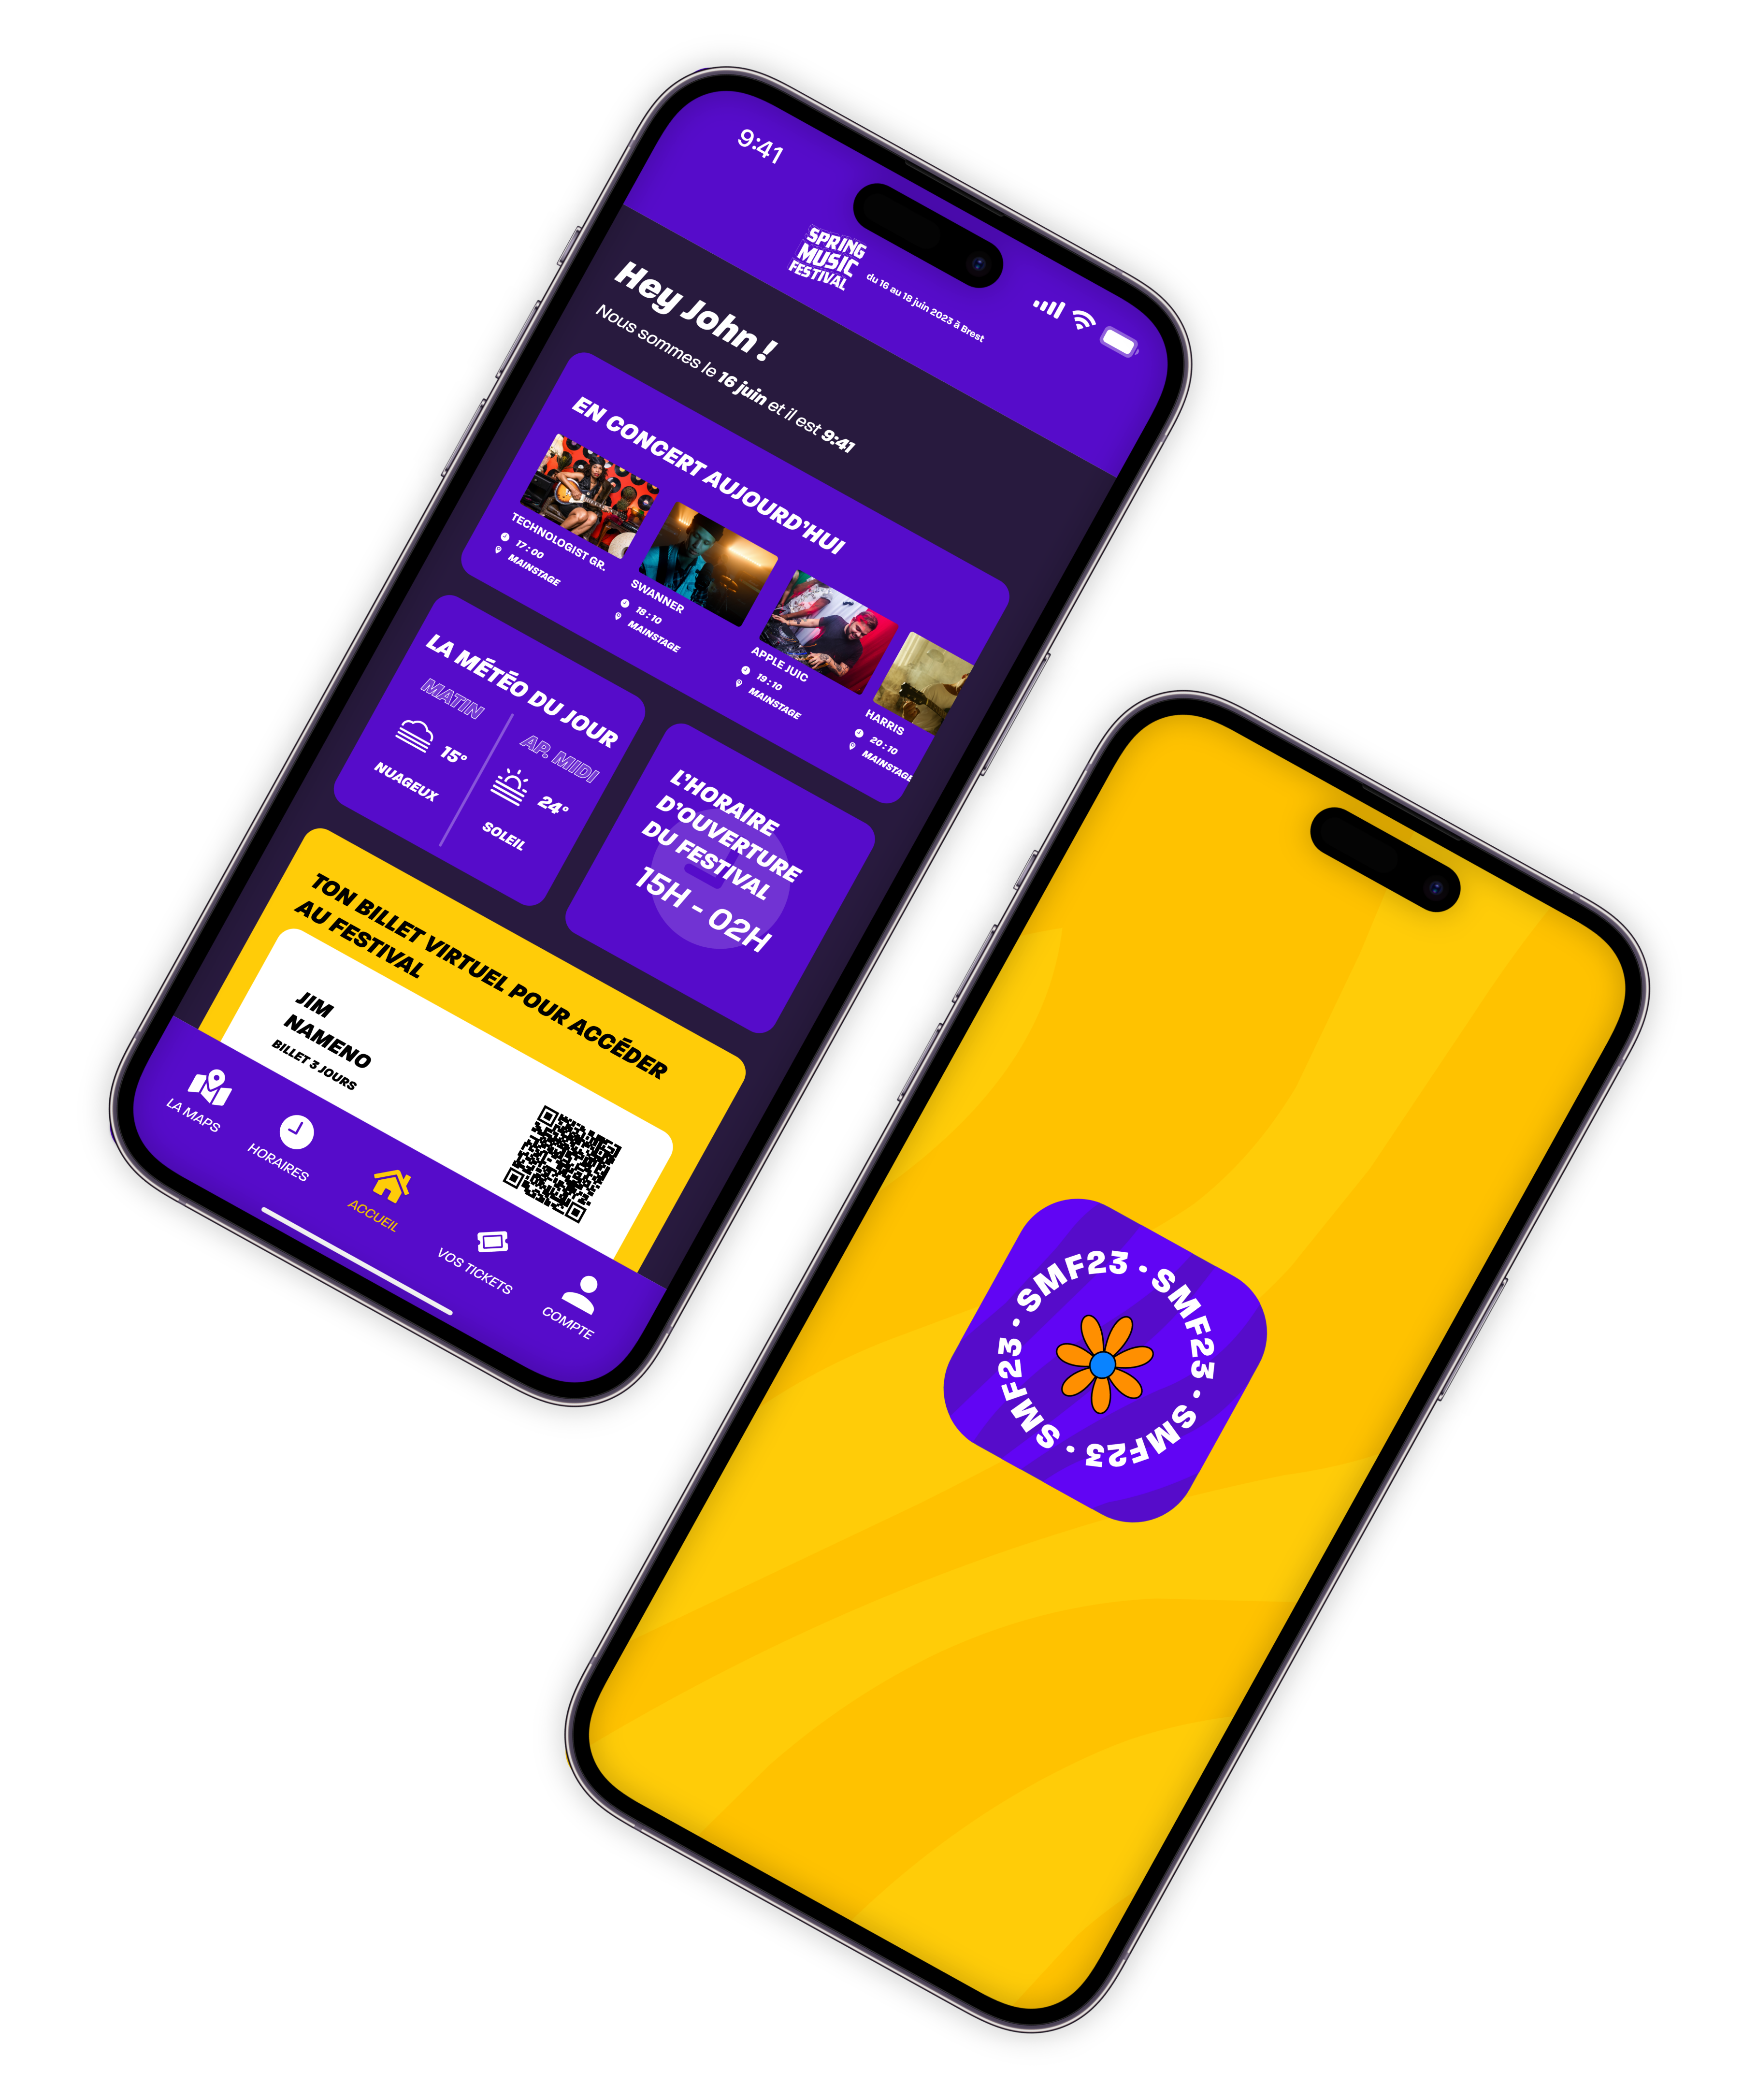 9:41
SPRING
MUSIC
FESTIVAL
du 16 au 18 juin 2023 à Brest
Hey John !
Nous sommes le 16 juin et il est 9:41
EN CONCERT AUJOURD'HUI
TECHNOLOGIST GR.
17:00
MAINSTAGE
SWANNER
18:10
MAINSTAGE
APPLE JUIC
19:10
MAINSTAGE
HARRIS
20:10
MAINSTAGE
LA MÉTÉO DU JOUR
MATIN
15°
NUAGEUX
AP. MIDI
24°
SOLEIL
L'HORAIRE
D'OUVERTURE
DU FESTIVAL
15H - 02H
TON BILLET VIRTUEL POUR ACCÉDER
AU FESTIVAL
JIM
NAMENO
BILLET 3 JOURS
LA MAPS
HORAIRES
ACCUEIL
VOS TICKETS
COMPTE
SMF23 · SMF23 · SMF23 · SMF23 ·